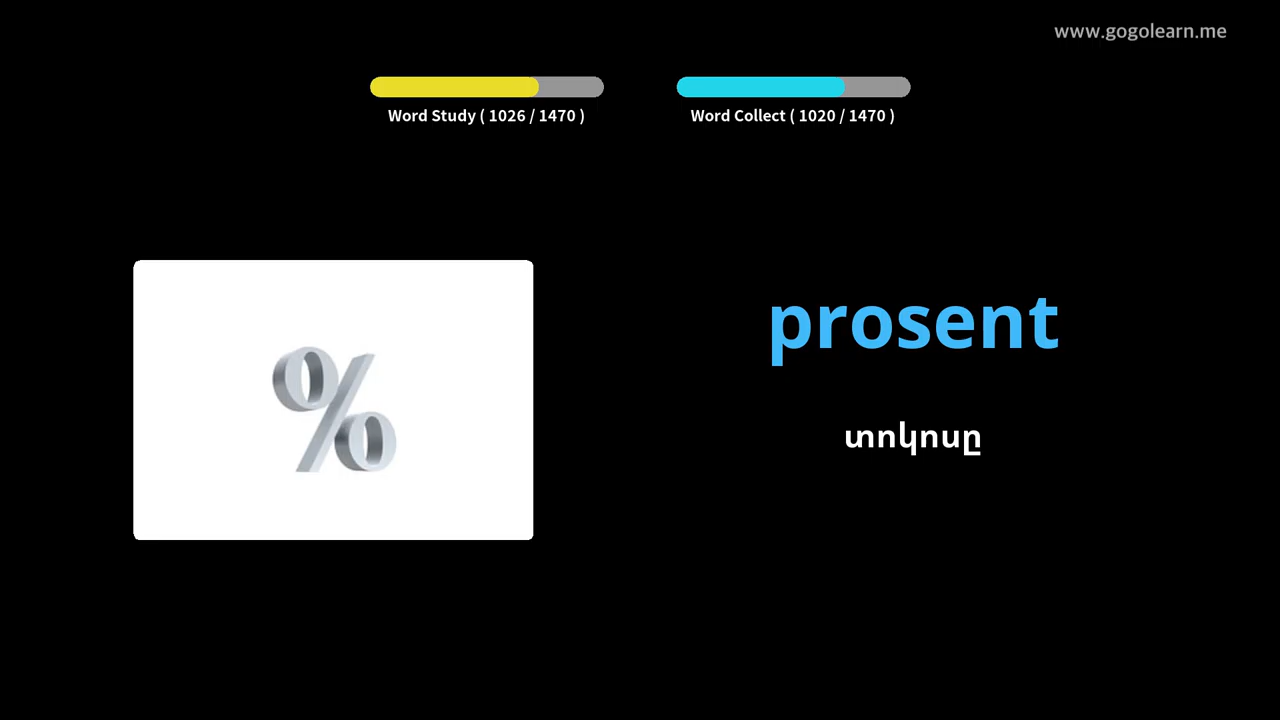 www.gogolearn.me
Word Study ( 1026 / 1470 )
Word Collect ( 1020 / 1470 )
%
prosent
տոկոսը